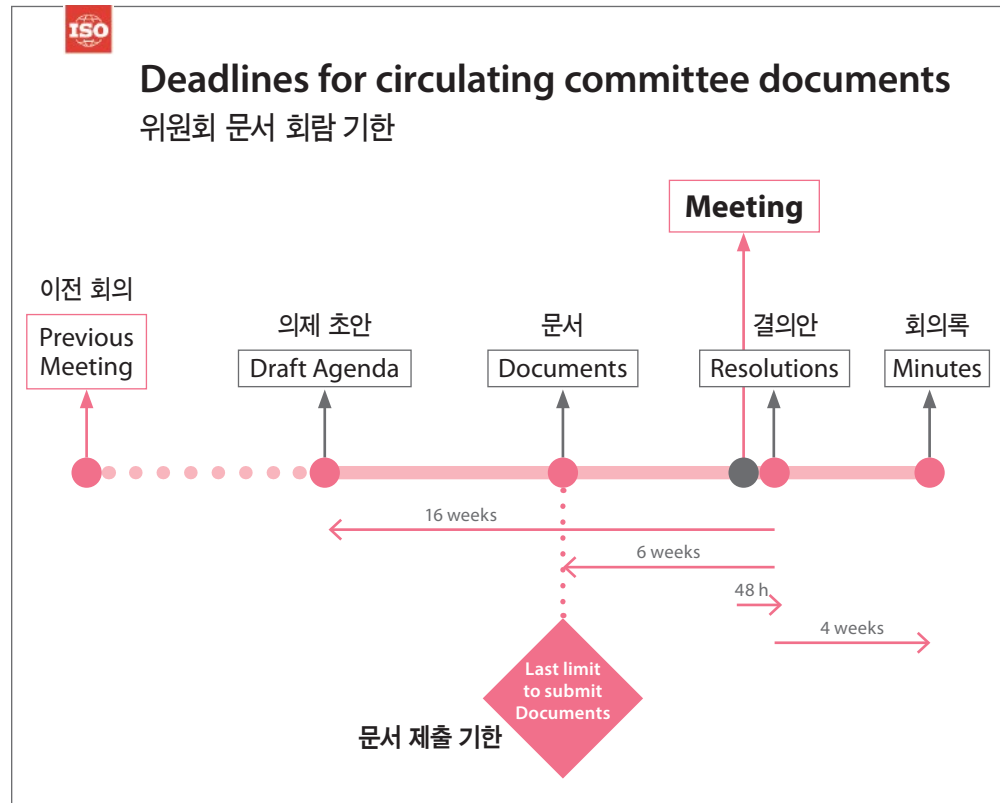 ISO
Deadlines for circulating committee documents
위원회 문서 회람 기한
Meeting
이전 회의
Previous
Meeting
의제 초안
Draft Agenda
문서
Documents
결의안
Resolutions
회의록
Minutes
16 weeks
6 weeks
48 h
4 weeks
Last limit
to submit
Documents
문서 제출 기한